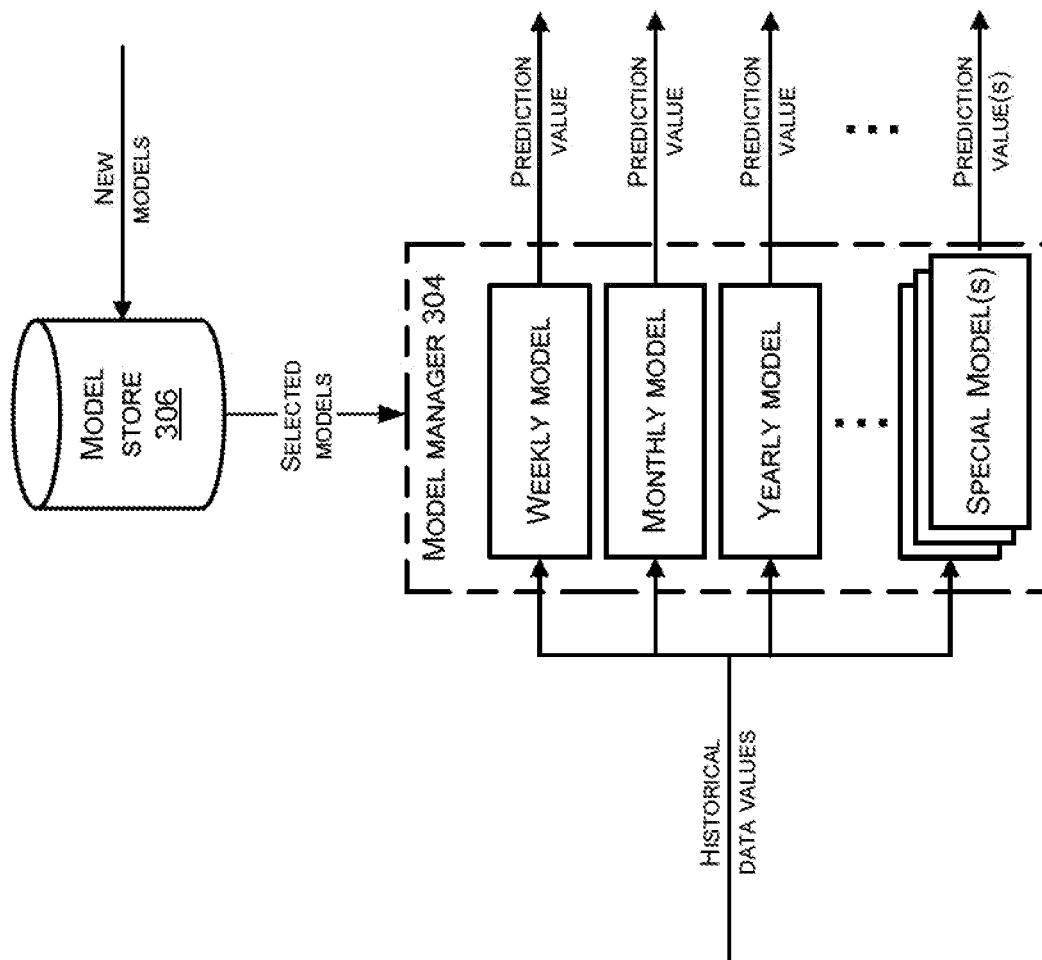 NEW
MODELS
MODEL
STORE
306
SELECTED
MODELS
MODEL MANAGER 304
WEEKLY MODEL
PREDICTION
VALUE
MONTHLY MODEL
PREDICTION
VALUE
YEARLY MODEL
PREDICTION
VALUE
SPECIAL MODEL(S)
PREDICTION
VALUE(S)
HISTORICAL
DATA VALUES